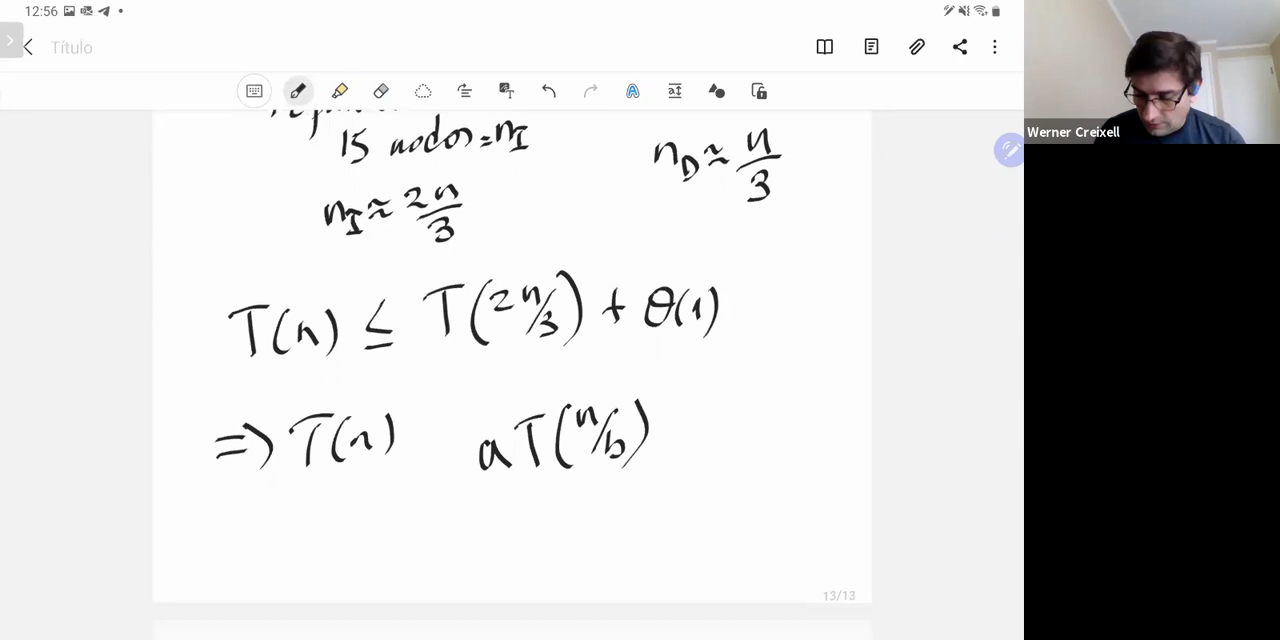 12:56
Título
15 nodos = n_I
n_D ≈ n/3
n_I ≈ 2n/3
T(n) ≤ T(2n/3) + θ(1)
=> T(n) aT(n/b)
13/13
Werner Creixell